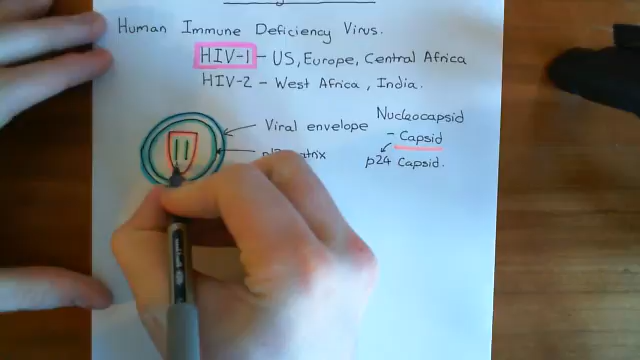 Human Immune Deficiency Virus.
HIV-1 - US, Europe, Central Africa
HIV-2 - West Africa, India.
Nucleocapsid
Viral envelope
- Capsid
p24 Capsid.